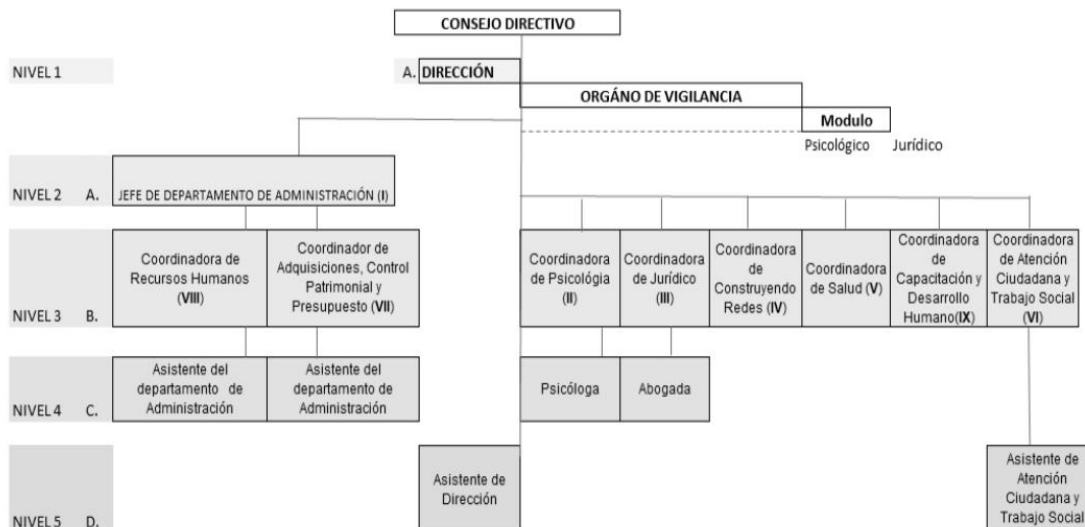 CONSEJO DIRECTIVO
NIVEL 1
A. DIRECCIÓN
ORGÁNO DE VIGILANCIA
Modulo
Psicológico Jurídico
NIVEL 2 A.
JEFE DE DEPARTAMENTO DE ADMINISTRACIÓN (I)
NIVEL 3 B.
Coordinadora de
Recursos Humanos
(VIII)
Coordinador de
Adquisiciones, Control
Patrimonial y
Presupuesto (VII)
Coordinadora
de Psicológia
(II)
Coordinadora
de Jurídico
(III)
Coordinadora
de
Construyendo
Redes (IV)
Coordinadora
de Salud (V)
Coordinadora
de
Capacitación y
Desarrollo
Humano(IX)
Coordinadora
de Atención
Ciudadana y
Trabajo Social
(VI)
NIVEL 4 C.
Asistente del
departamento de
Administración
Asistente del
departamento de
Administración
Psicóloga
Abogada
NIVEL 5 D.
Asistente de
Dirección
Asistente de
Atención
Ciudadana y
Trabajo Social